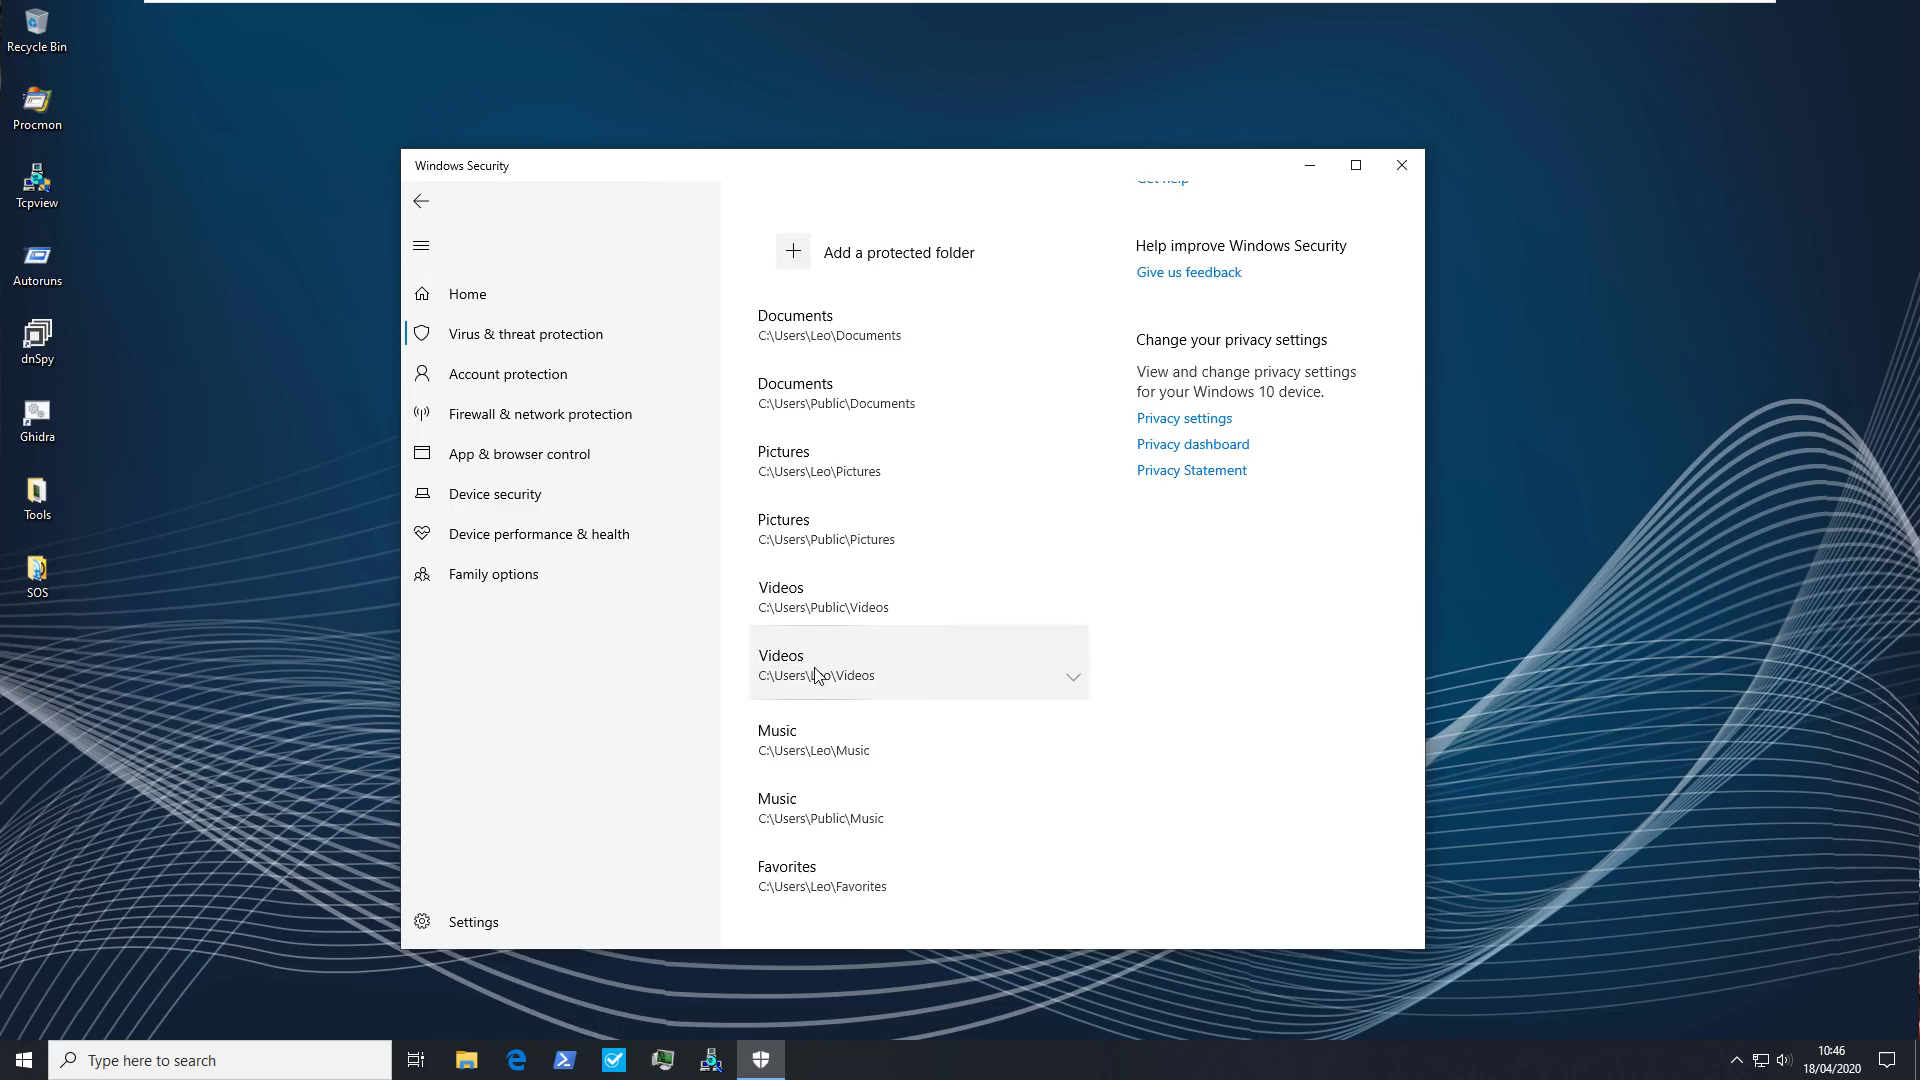 Recycle Bin
Procmon
Tcpview
Autoruns
dnSpy
Ghidra
Tools
SOS
Windows Security
Home
Virus & threat protection
Account protection
Firewall & network protection
App & browser control
Device security
Device performance & health
Family options
Settings
Add a protected folder
Documents
C:\Users\Leo\Documents
Documents
C:\Users\Public\Documents
Pictures
C:\Users\Leo\Pictures
Pictures
C:\Users\Public\Pictures
Videos
C:\Users\Public\Videos
Videos
C:\Users\Leo\Videos
Music
C:\Users\Leo\Music
Music
C:\Users\Public\Music
Favorites
C:\Users\Leo\Favorites
Get help
Help improve Windows Security
Give us feedback
Change your privacy settings
View and change privacy settings
for your Windows 10 device.
Privacy settings
Privacy dashboard
Privacy Statement
Type here to search
10:46
18/04/2020